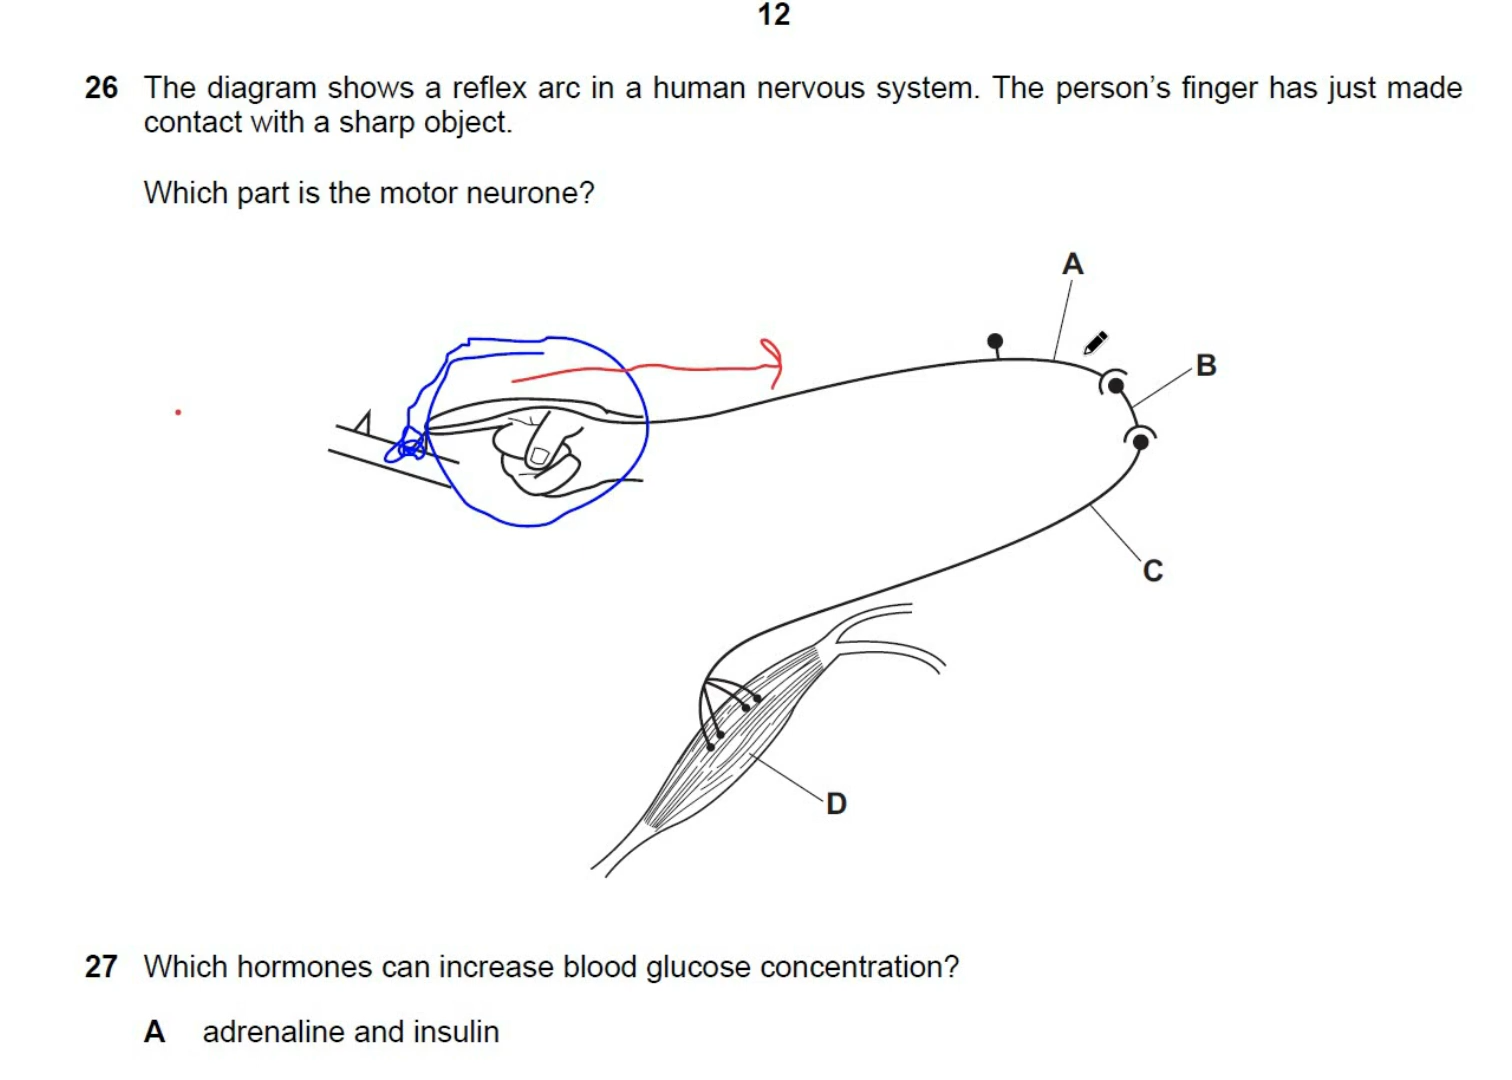 12
26 The diagram shows a reflex arc in a human nervous system. The person's finger has just made
contact with a sharp object.
Which part is the motor neurone?
A
B
C
D
27 Which hormones can increase blood glucose concentration?
A adrenaline and insulin